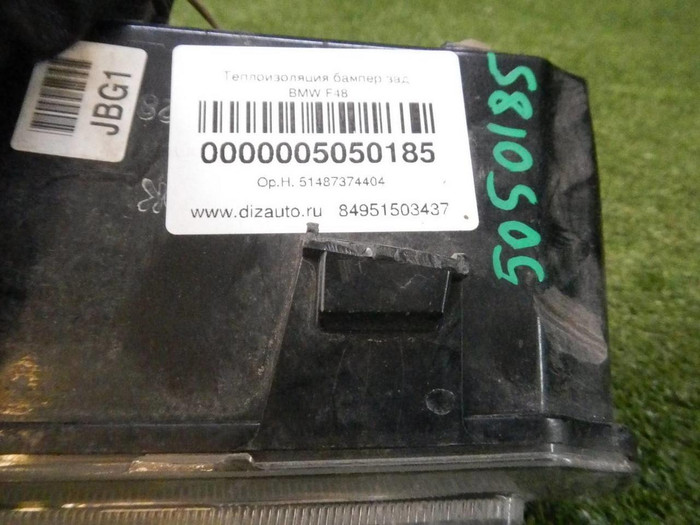 JBG1
Теплоизоляция бампер зад
BMW F48
0000005050185
Ор.Н. 51487374404
www.dizauto.ru 84951503437
5050185